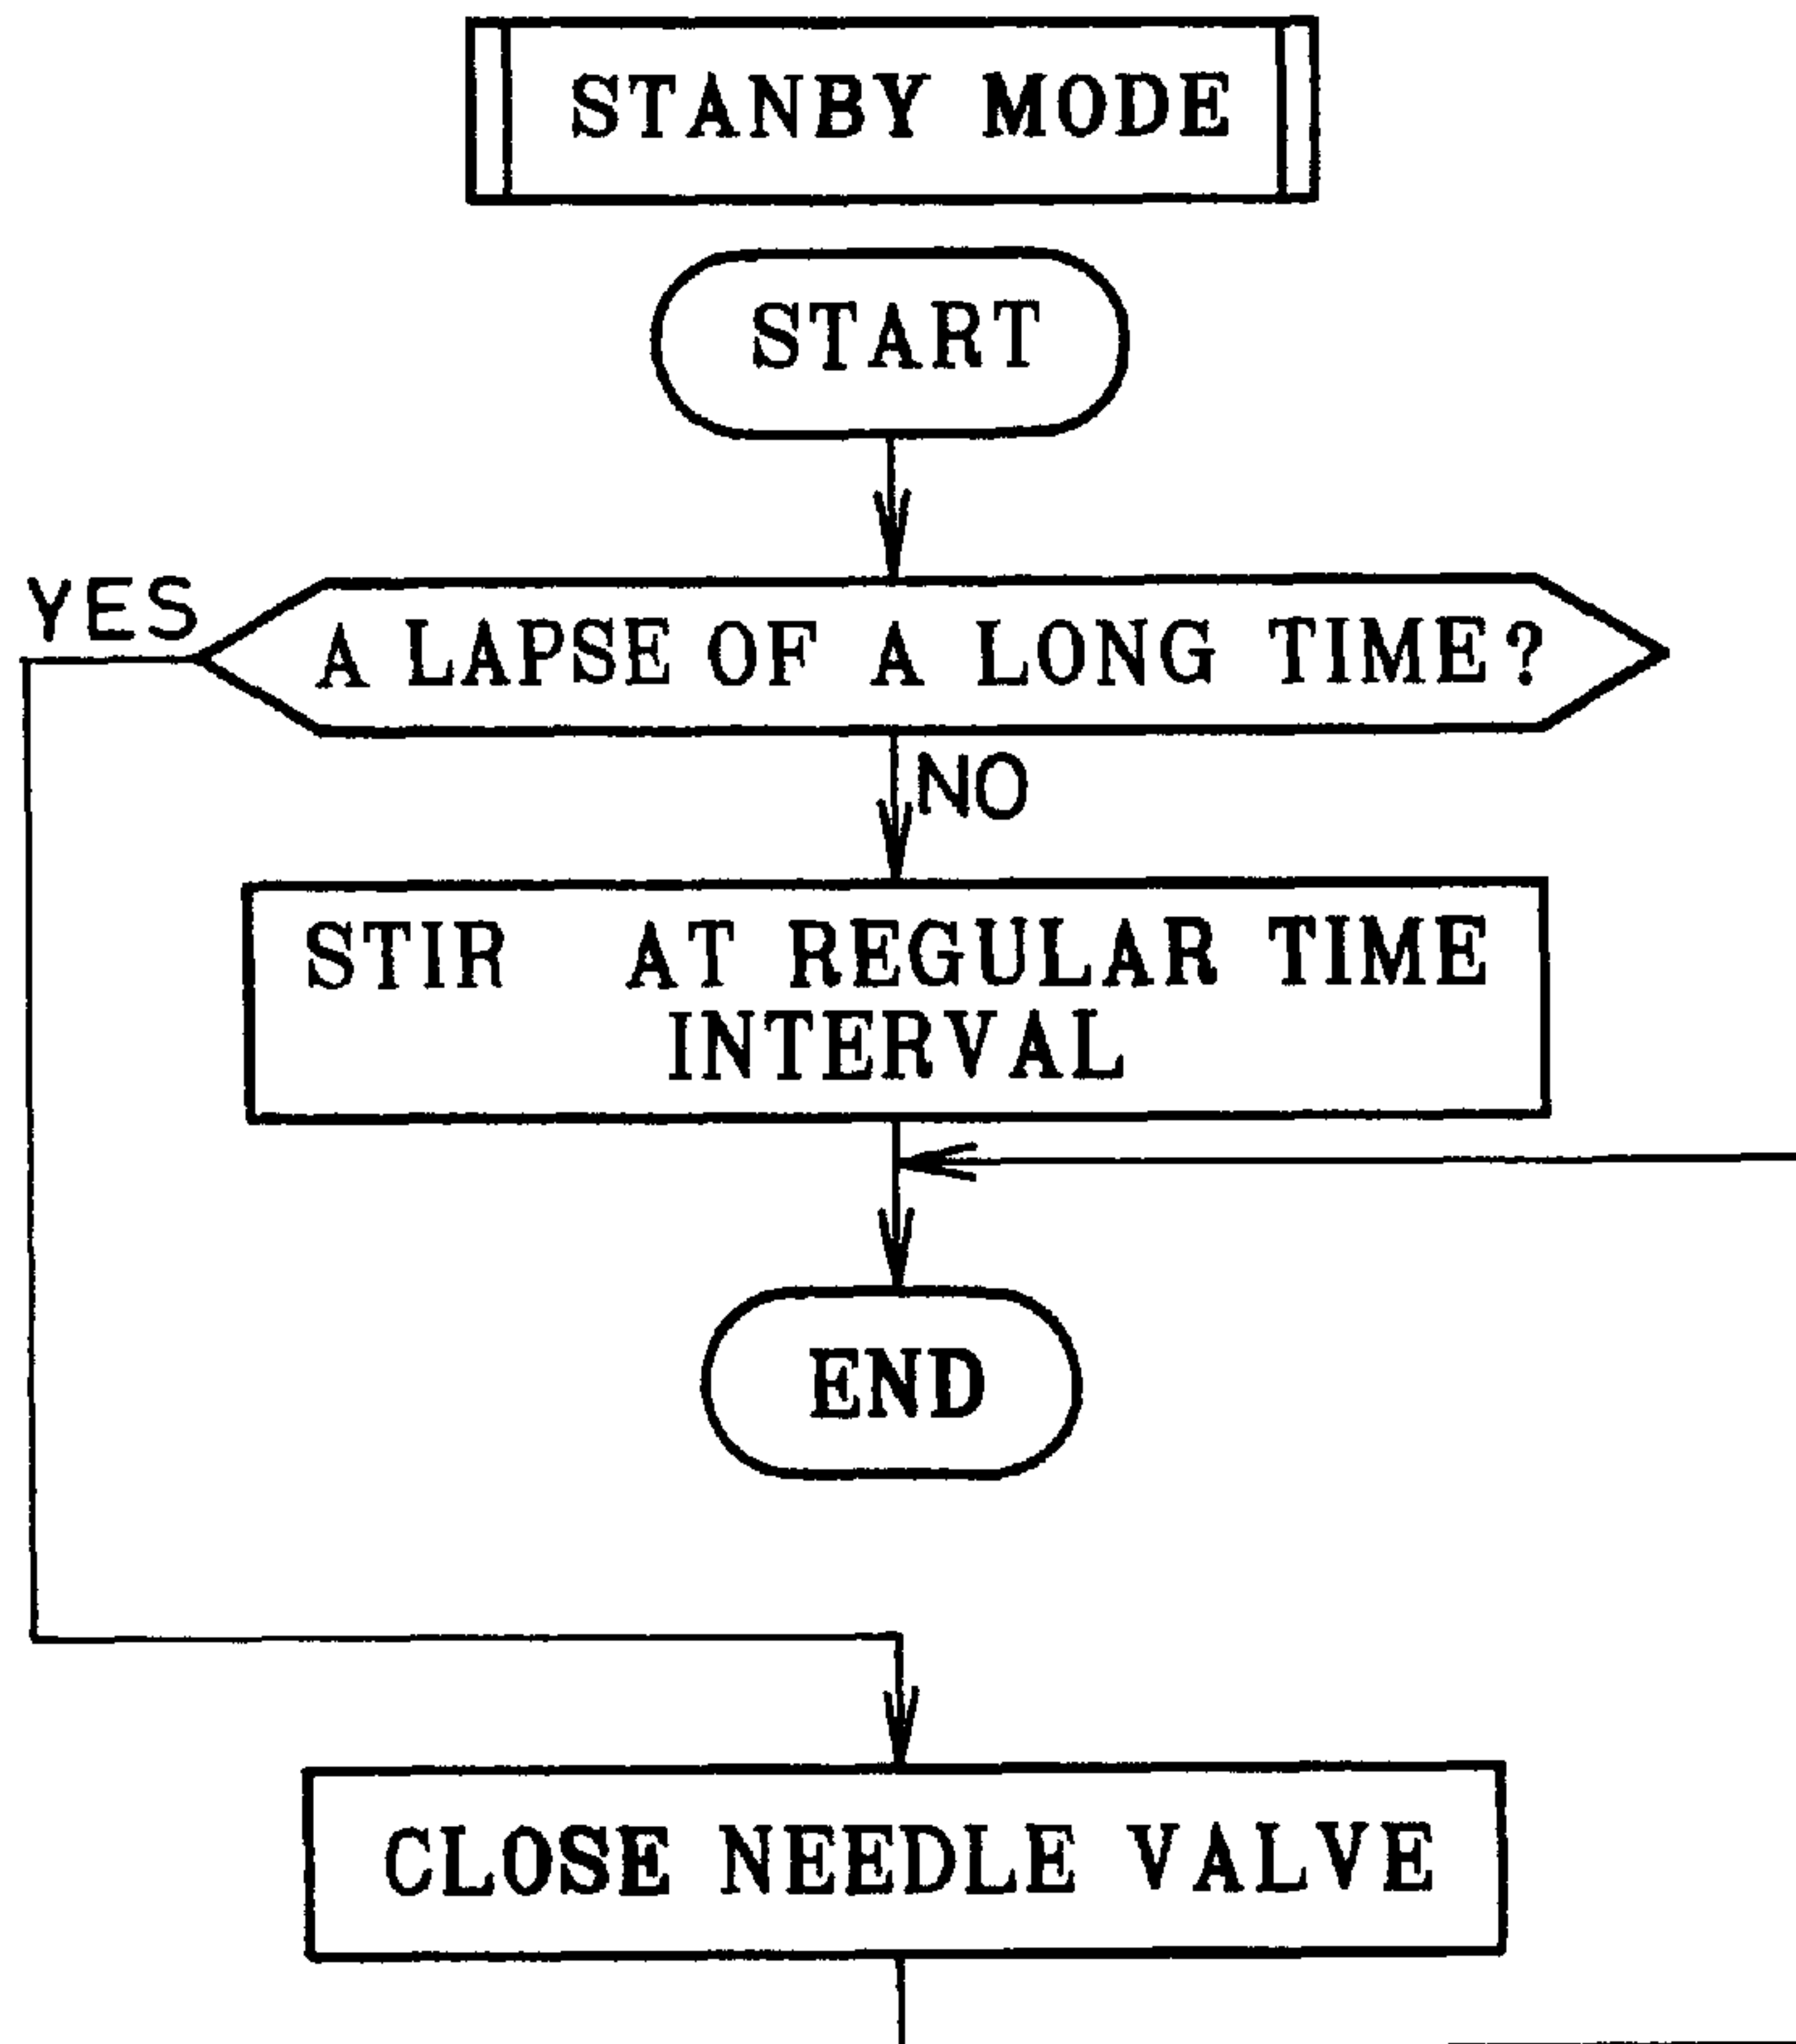 STANBY MODE
START
YES
A LAPSE OF A LONG TIME?
NO
STIR AT REGULAR TIME
INTERVAL
END
CLOSE NEEDLE VALVE